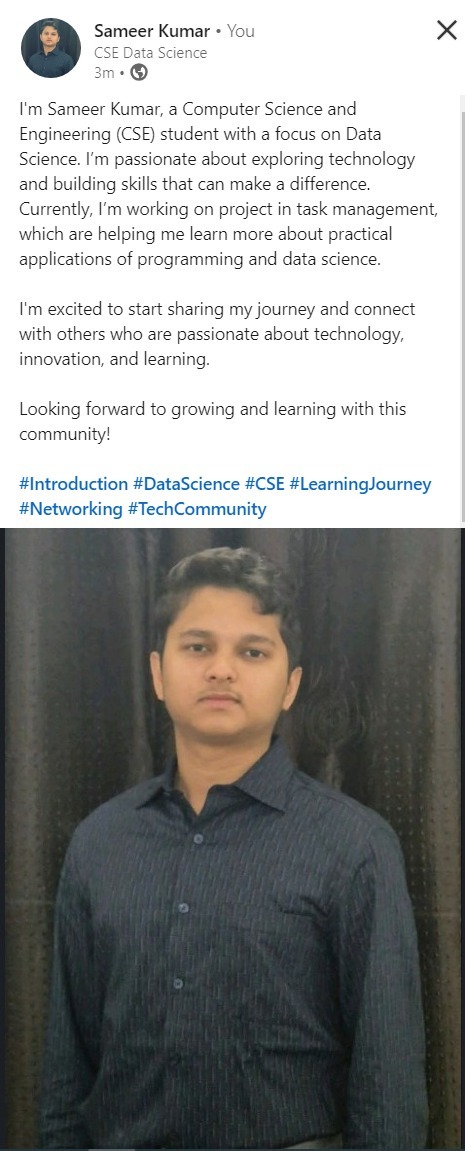 Sameer Kumar • You
CSE Data Science
3m •
I'm Sameer Kumar, a Computer Science and
Engineering (CSE) student with a focus on Data
Science. I’m passionate about exploring technology
and building skills that can make a difference.
Currently, I’m working on project in task management,
which are helping me learn more about practical
applications of programming and data science.
I'm excited to start sharing my journey and connect
with others who are passionate about technology,
innovation, and learning.
Looking forward to growing and learning with this
community!
#Introduction #DataScience #CSE #LearningJourney
#Networking #TechCommunity